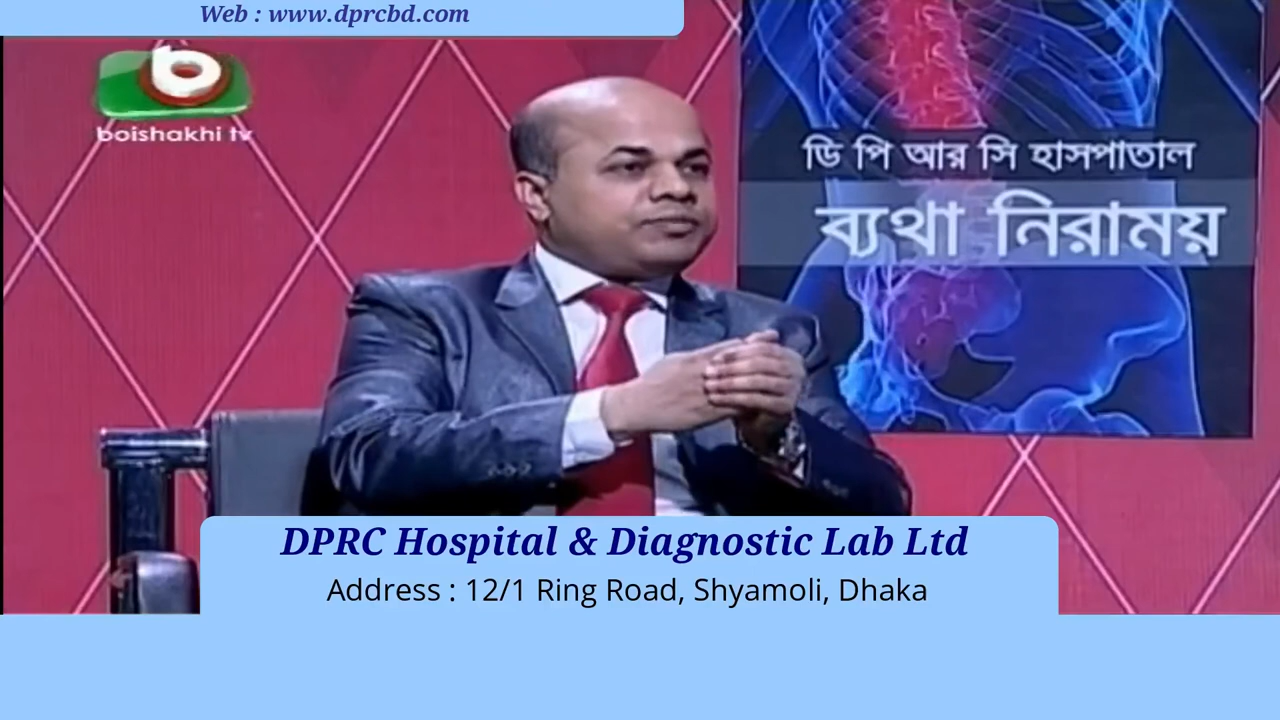 Web : www.dprcbd.com
boishakhi tv
ডি পি আর সি হাসপাতাল
ব্যথা নিরাময়
DPRC Hospital & Diagnostic Lab Ltd
Address : 12/1 Ring Road, Shyamoli, Dhaka